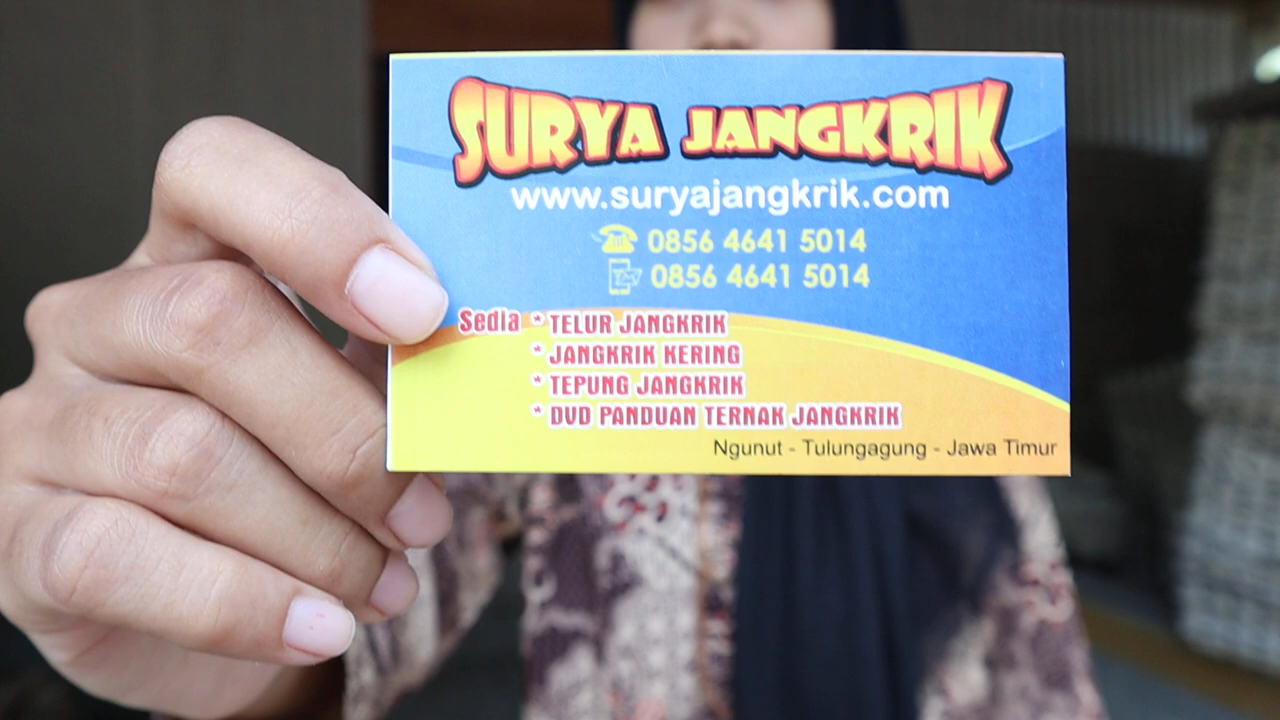 SURYA JANGKRIK
www.suryajangkrik.com
0856 4641 5014
0856 4641 5014
Sedia * TELUR JANGKRIK
* JANGKRIK KERING
* TEPUNG JANGKRIK
* DVD PANDUAN TERNAK JANGKRIK
Ngunut - Tulungagung - Jawa Timur